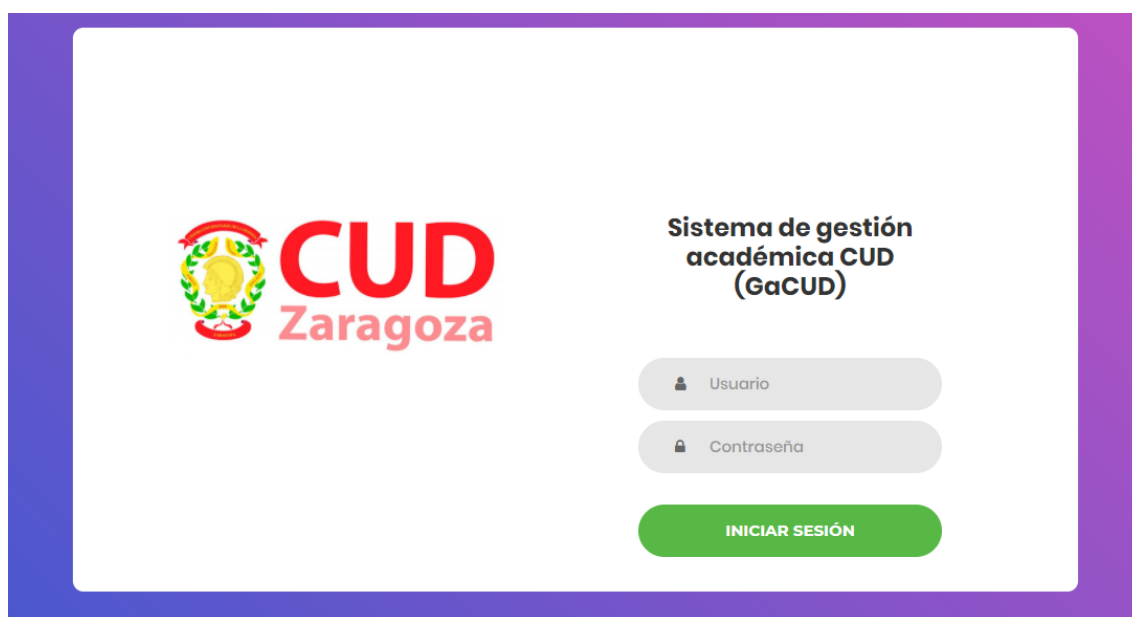 CUD
Zaragoza
Sistema de gestión
académica CUD
(GaCUD)
Usuario
Contraseña
INICIAR SESIÓN